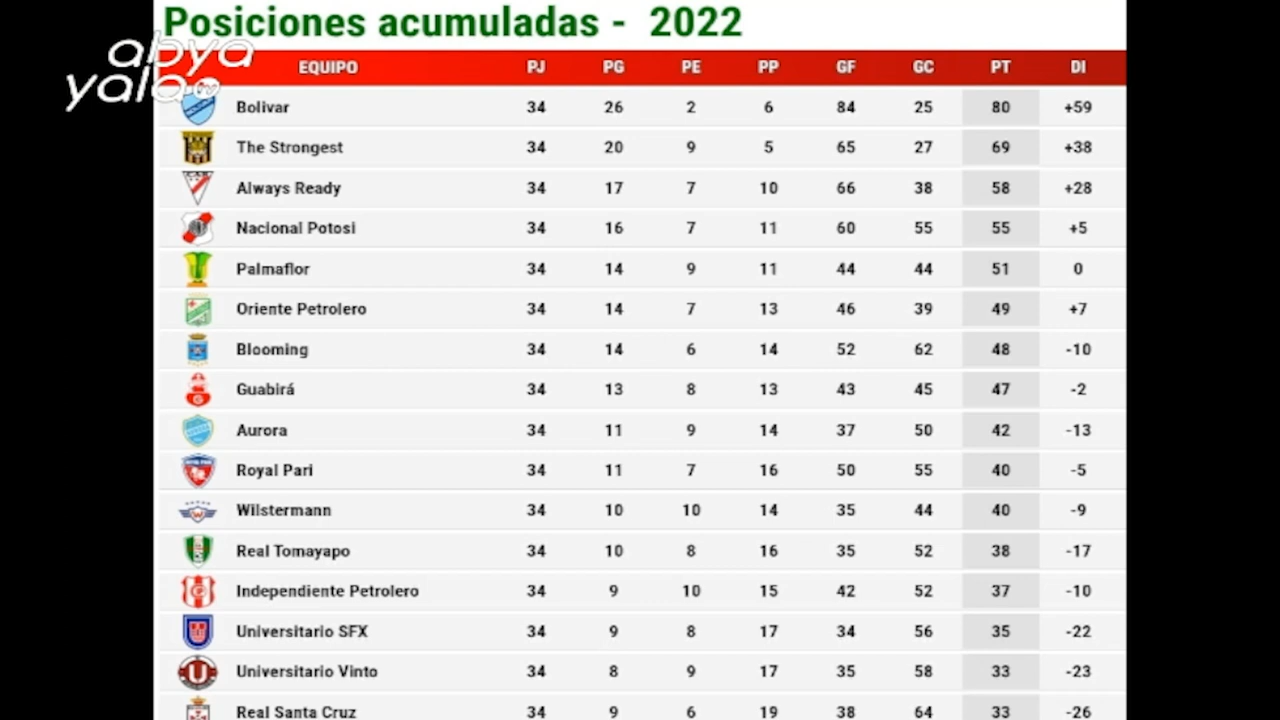 Posiciones acumuladas - 2022
abya
yala tv
EQUIPO PJ PG PE PP GF GC PT DI
Bolivar 34 26 2 6 84 25 80 +59
The Strongest 34 20 9 5 65 27 69 +38
Always Ready 34 17 7 10 66 38 58 +28
Nacional Potosi 34 16 7 11 60 55 55 +5
Palmaflor 34 14 9 11 44 44 51 0
Oriente Petrolero 34 14 7 13 46 39 49 +7
Blooming 34 14 6 14 52 62 48 -10
Guabirá 34 13 8 13 43 45 47 -2
Aurora 34 11 9 14 37 50 42 -13
Royal Pari 34 11 7 16 50 55 40 -5
Wilstermann 34 10 10 14 35 44 40 -9
Real Tomayapo 34 10 8 16 35 52 38 -17
Independiente Petrolero 34 9 10 15 42 52 37 -10
Universitario SFX 34 9 8 17 34 56 35 -22
Universitario Vinto 34 8 9 17 35 58 33 -23
Real Santa Cruz 34 9 6 19 38 64 33 -26